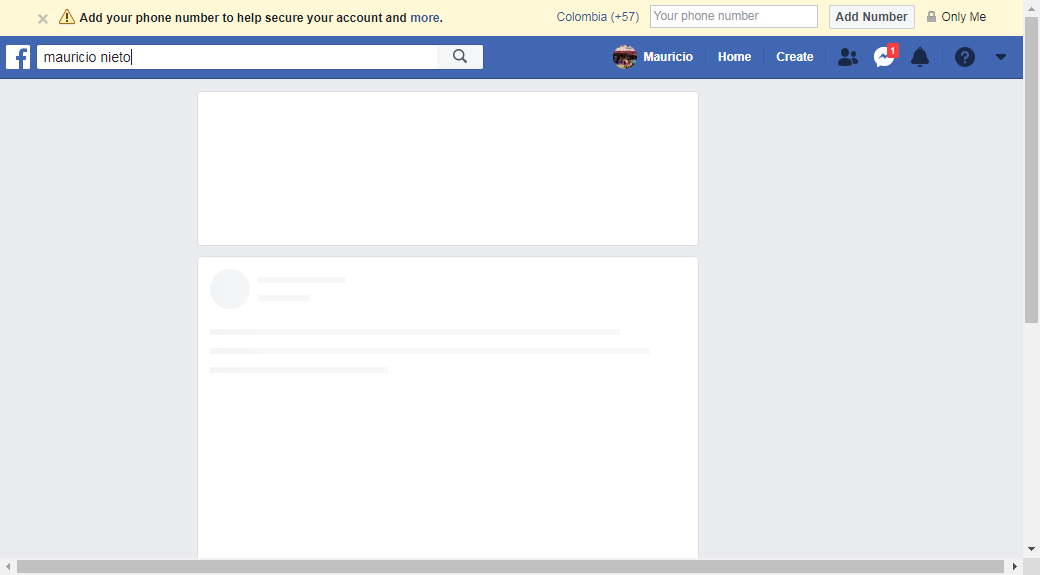 Add your phone number to help secure your account and more. Colombia (+57) Your phone number Add Number Only Me
mauricio nieto Mauricio Home Create 1 ?